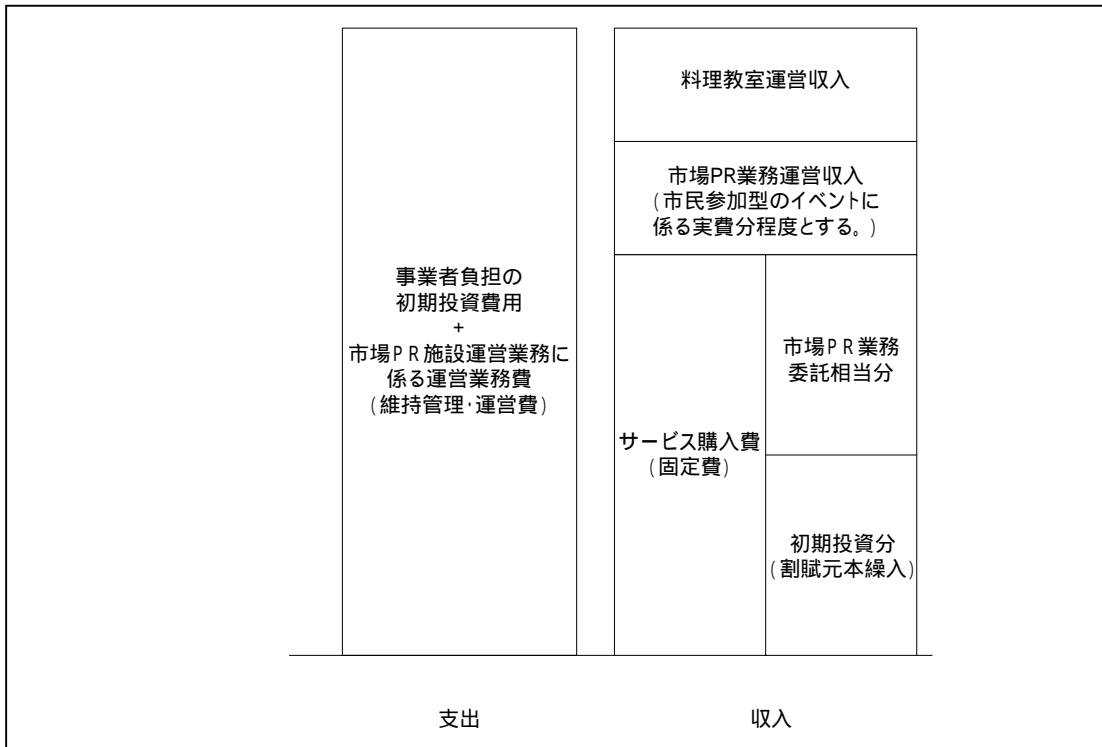 料理教室運営収入
市場PR業務運営収入
(市民参加型のイベントに
係る実費分程度とする。)
事業者負担の
初期投資費用
+
市場PR施設運営業務に
係る運営業務費
(維持管理・運営費)
サービス購入費
(固定費)
市場PR業務
委託相当分
初期投資分
(割賦元本繰入)
支出
収入